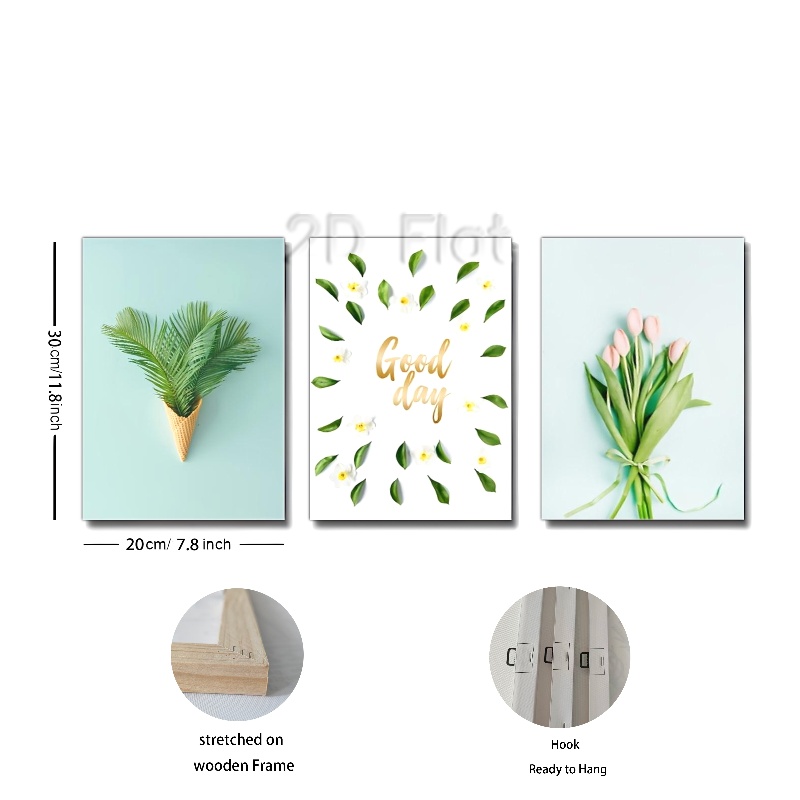 2D Flat
Good
day
30cm/11.8inch
20cm/ 7.8 inch
stretched on
wooden Frame
Hook
Ready to Hang